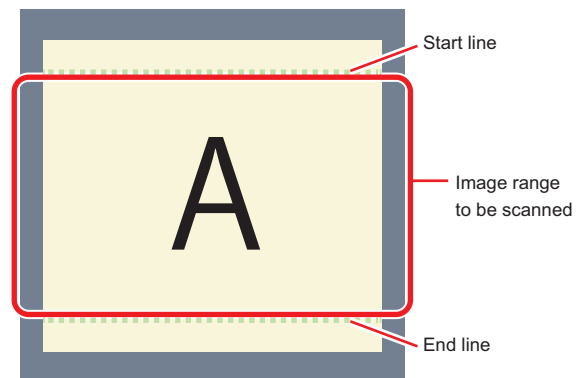 Start line
A
Image range
to be scanned
End line